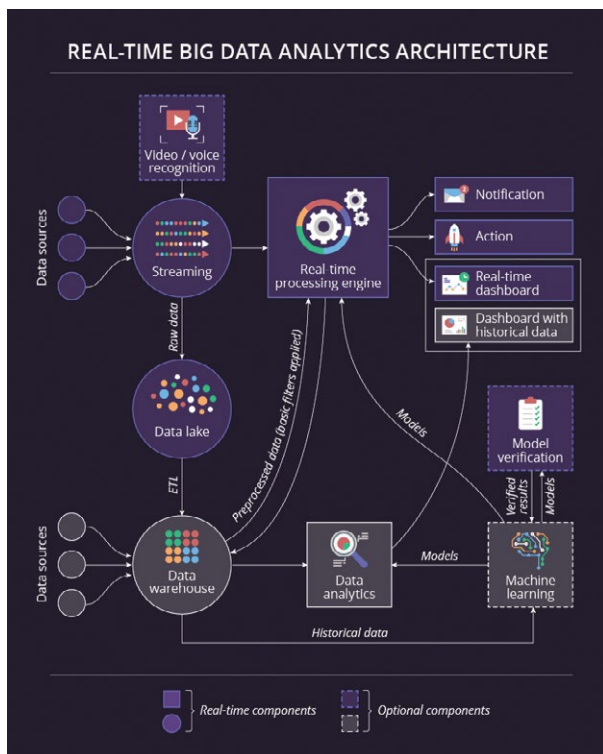 REAL-TIME BIG DATA ANALYTICS ARCHITECTURE
Video / voice
recognition
Data sources
Streaming
Real-time
processing engine
2
Notification
Action
Real-time
dashboard
Dashboard with
historical data
Raw data
Data lake
ETL
Preprocessed data (basic filters applied)
Models
Model
verification
Verified
results
Models
Data sources
Data
warehouse
Data
analytics
Models
Machine
learning
Historical data
Real-time components
Optional components